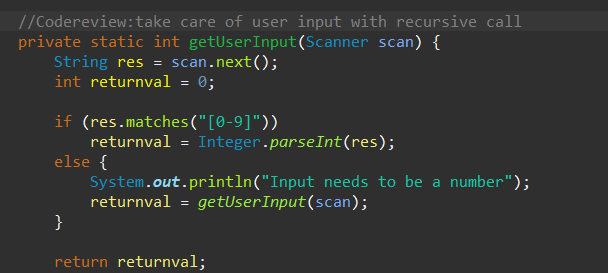 //Codereview:take care of user input with recursive call
private static int getUserInput(Scanner scan) {
    String res = scan.next();
    int returnval = 0;

    if (res.matches("[0-9]"))
        returnval = Integer.parseInt(res);
    else {
        System.out.println("Input needs to be a number");
        returnval = getUserInput(scan);
    }

    return returnval;